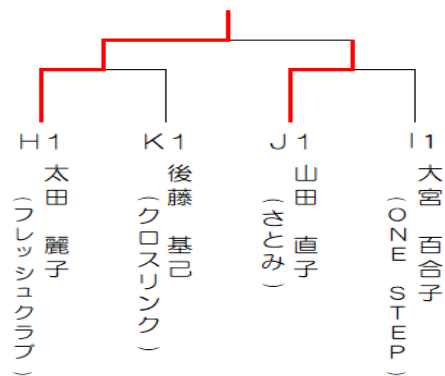 H1
太田 麗子
(フレッシュクラブ)
K1
後藤 基己
(クロスリンク)
J1
山田 直子
(さとみ)
I1
大宮 百合子
(ONE STEP)